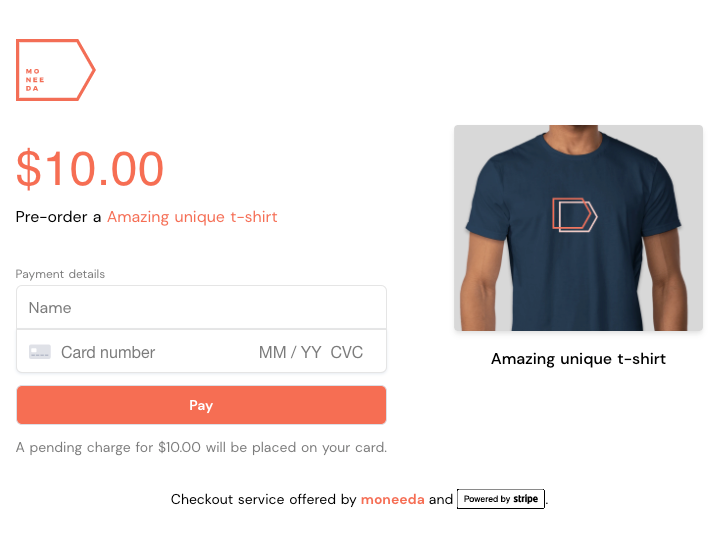 MO
NEE
DA
$10.00
Pre-order a Amazing unique t-shirt
Payment details
Name
Card number MM / YY CVC
Pay
A pending charge for $10.00 will be placed on your card.
Amazing unique t-shirt
Checkout service offered by moneeda and Powered by stripe.